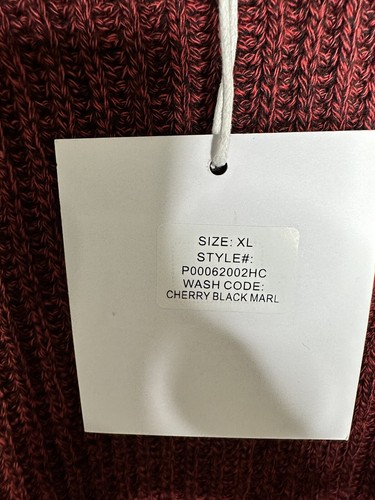 SIZE: XL
STYLE#:
P00062002HC
WASH CODE:
CHERRY BLACK MARL